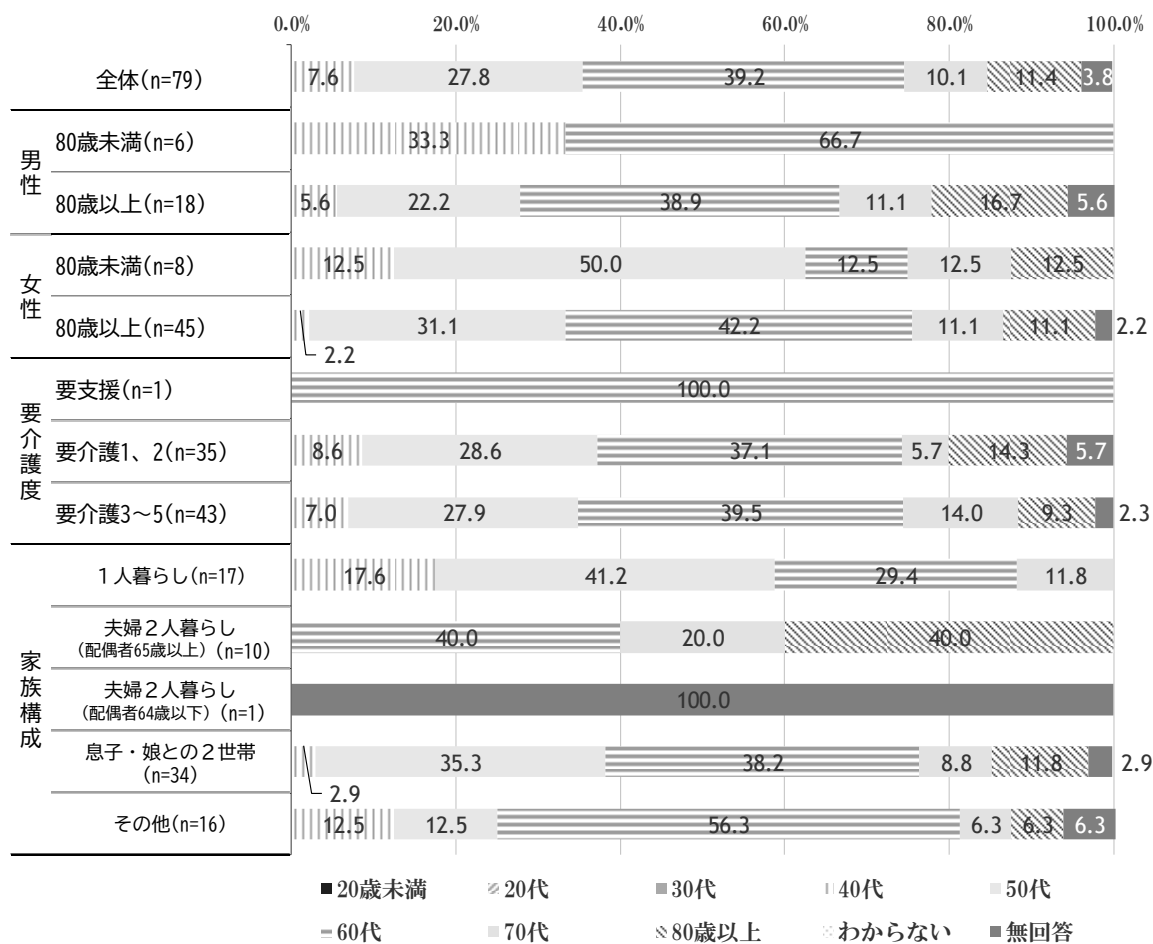 0.0% 20.0% 40.0% 60.0% 80.0% 100.0%
全体(n=79) 7.6 27.8 39.2 10.1 11.4 3.8
男性
80歳未満(n=6) 33.3 66.7
80歳以上(n=18) 5.6 22.2 38.9 11.1 16.7 5.6
女性
80歳未満(n=8) 12.5 50.0 12.5 12.5 12.5
80歳以上(n=45) 2.2 31.1 42.2 11.1 11.1 2.2
要介護度
要支援(n=1) 100.0
要介護1、2(n=35) 8.6 28.6 37.1 5.7 14.3 5.7
要介護3～5(n=43) 7.0 27.9 39.5 14.0 9.3 2.3
家族構成
１人暮らし(n=17) 17.6 41.2 29.4 11.8
夫婦２人暮らし
(配偶者65歳以上) (n=10) 40.0 20.0 40.0
夫婦２人暮らし
(配偶者64歳以下) (n=1) 100.0
息子・娘との２世帯
(n=34) 2.9 35.3 38.2 8.8 11.8 2.9
その他(n=16) 12.5 12.5 56.3 6.3 6.3 6.3
20歳未満 20代 30代 40代 50代
60代 70代 80歳以上 わからない 無回答